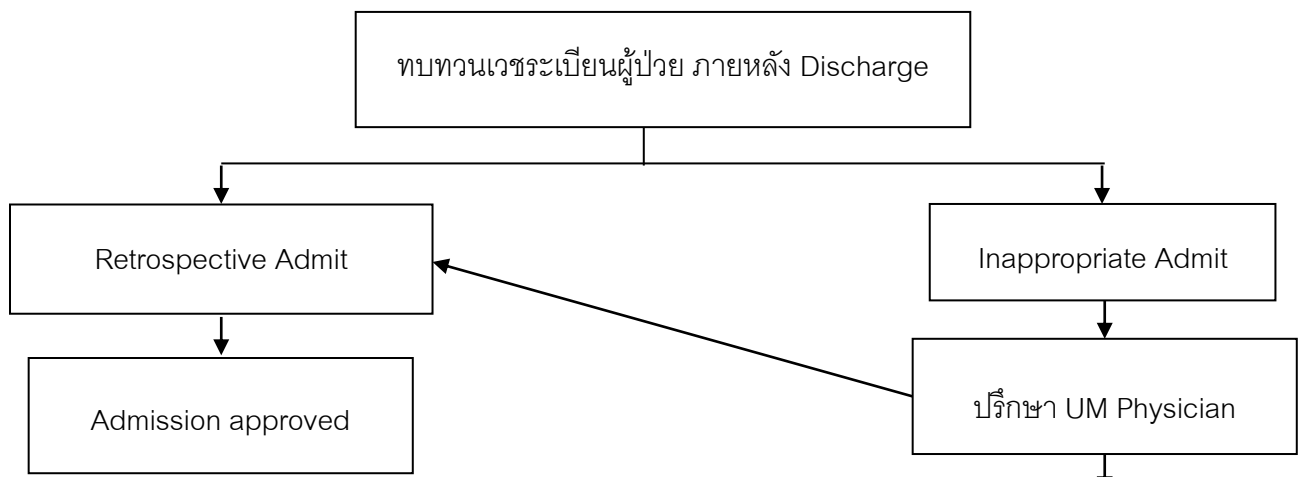 ทบทวนเวชระเบียนผู้ป่วย ภายหลัง Discharge
Retrospective Admit
Inappropriate Admit
Admission approved
ปรึกษา UM Physician